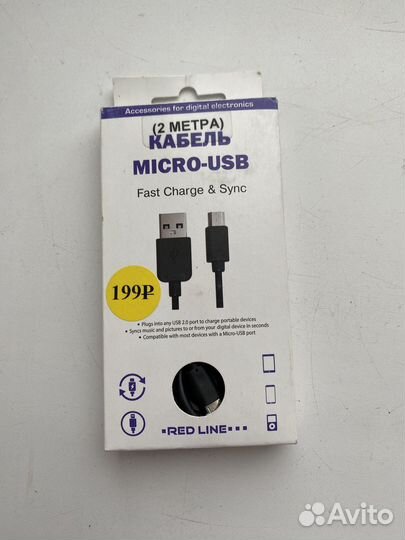 Accessories for digital electronics
(2 МЕТРА)
КАБЕЛЬ
MICRO-USB
Fast Charge & Sync
199₽
• Plugs into any USB 2.0 port to charge portable devices
• Syncs music and pictures to or from your digital device in seconds
• Compatible with most devices with a Micro-USB port
RED LINE
Avito